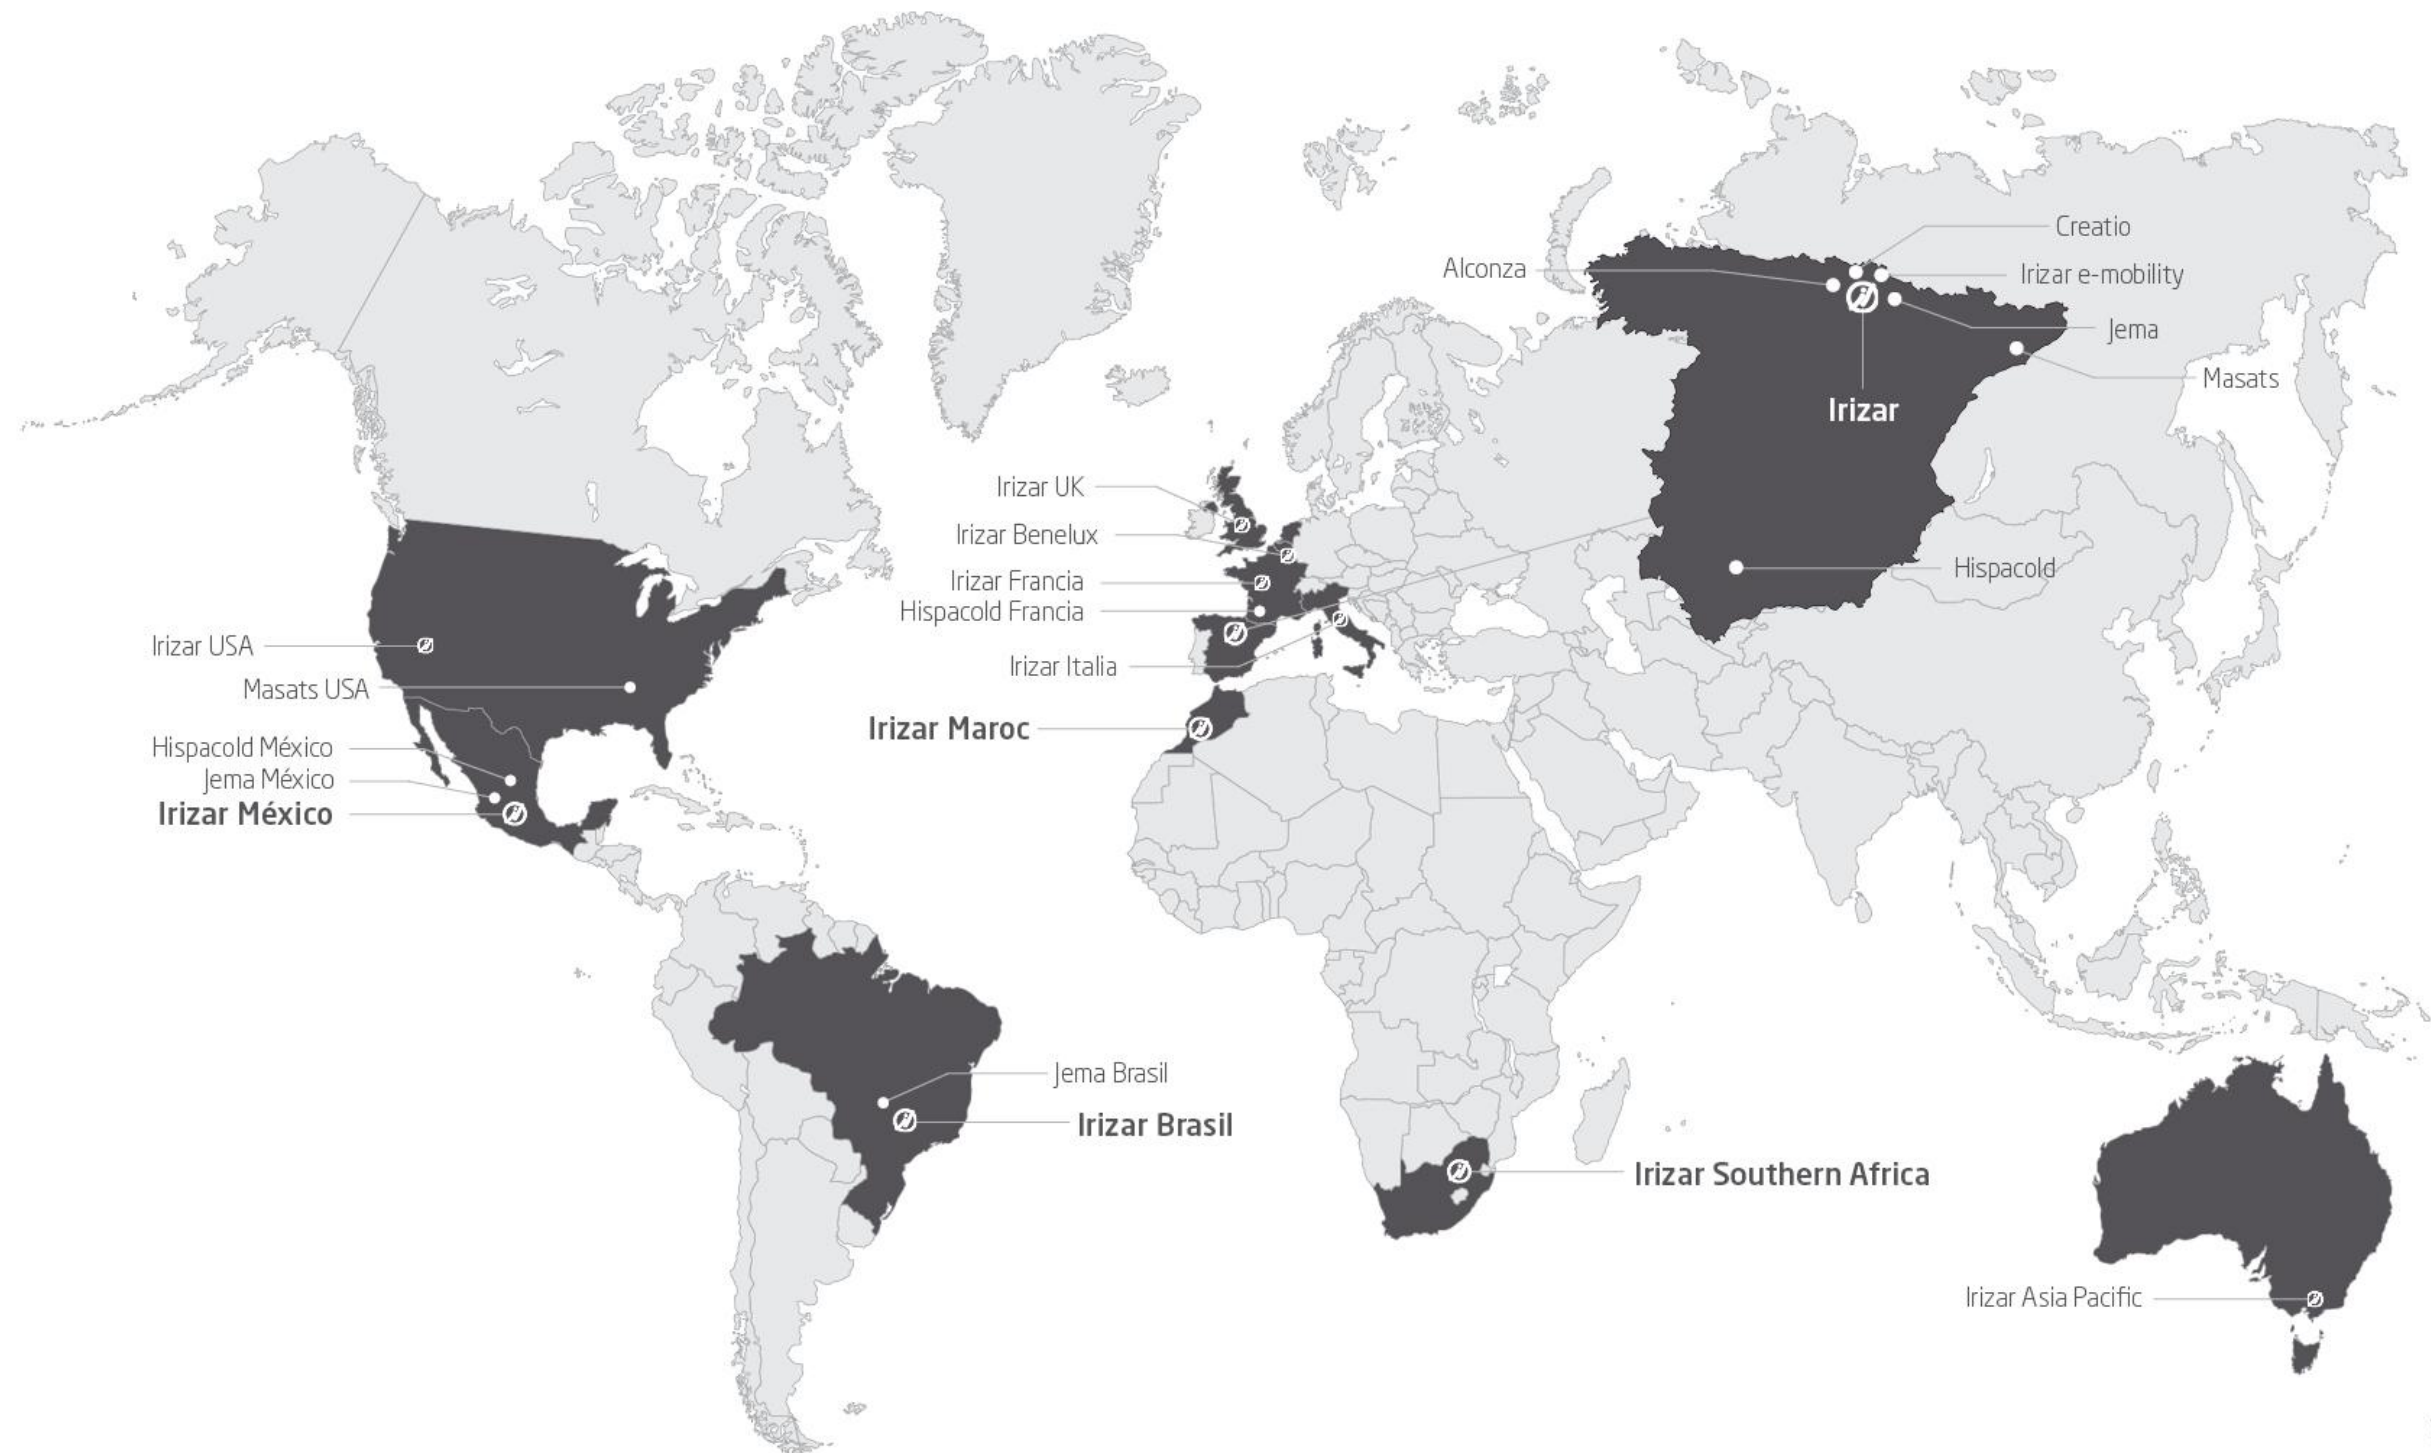 Creatio
Alconza
Irizar e-mobility
Jema
Masats
Irizar
Irizar UK
Irizar Benelux
Hispacold
Irizar Francia
Hispacold Francia
Irizar USA
Irizar Italia
Masats USA
Irizar Maroc
Hispacold México
Jema México
Irizar México
Jema Brasil
Irizar Brasil
Irizar Southern Africa
Irizar Asia Pacific